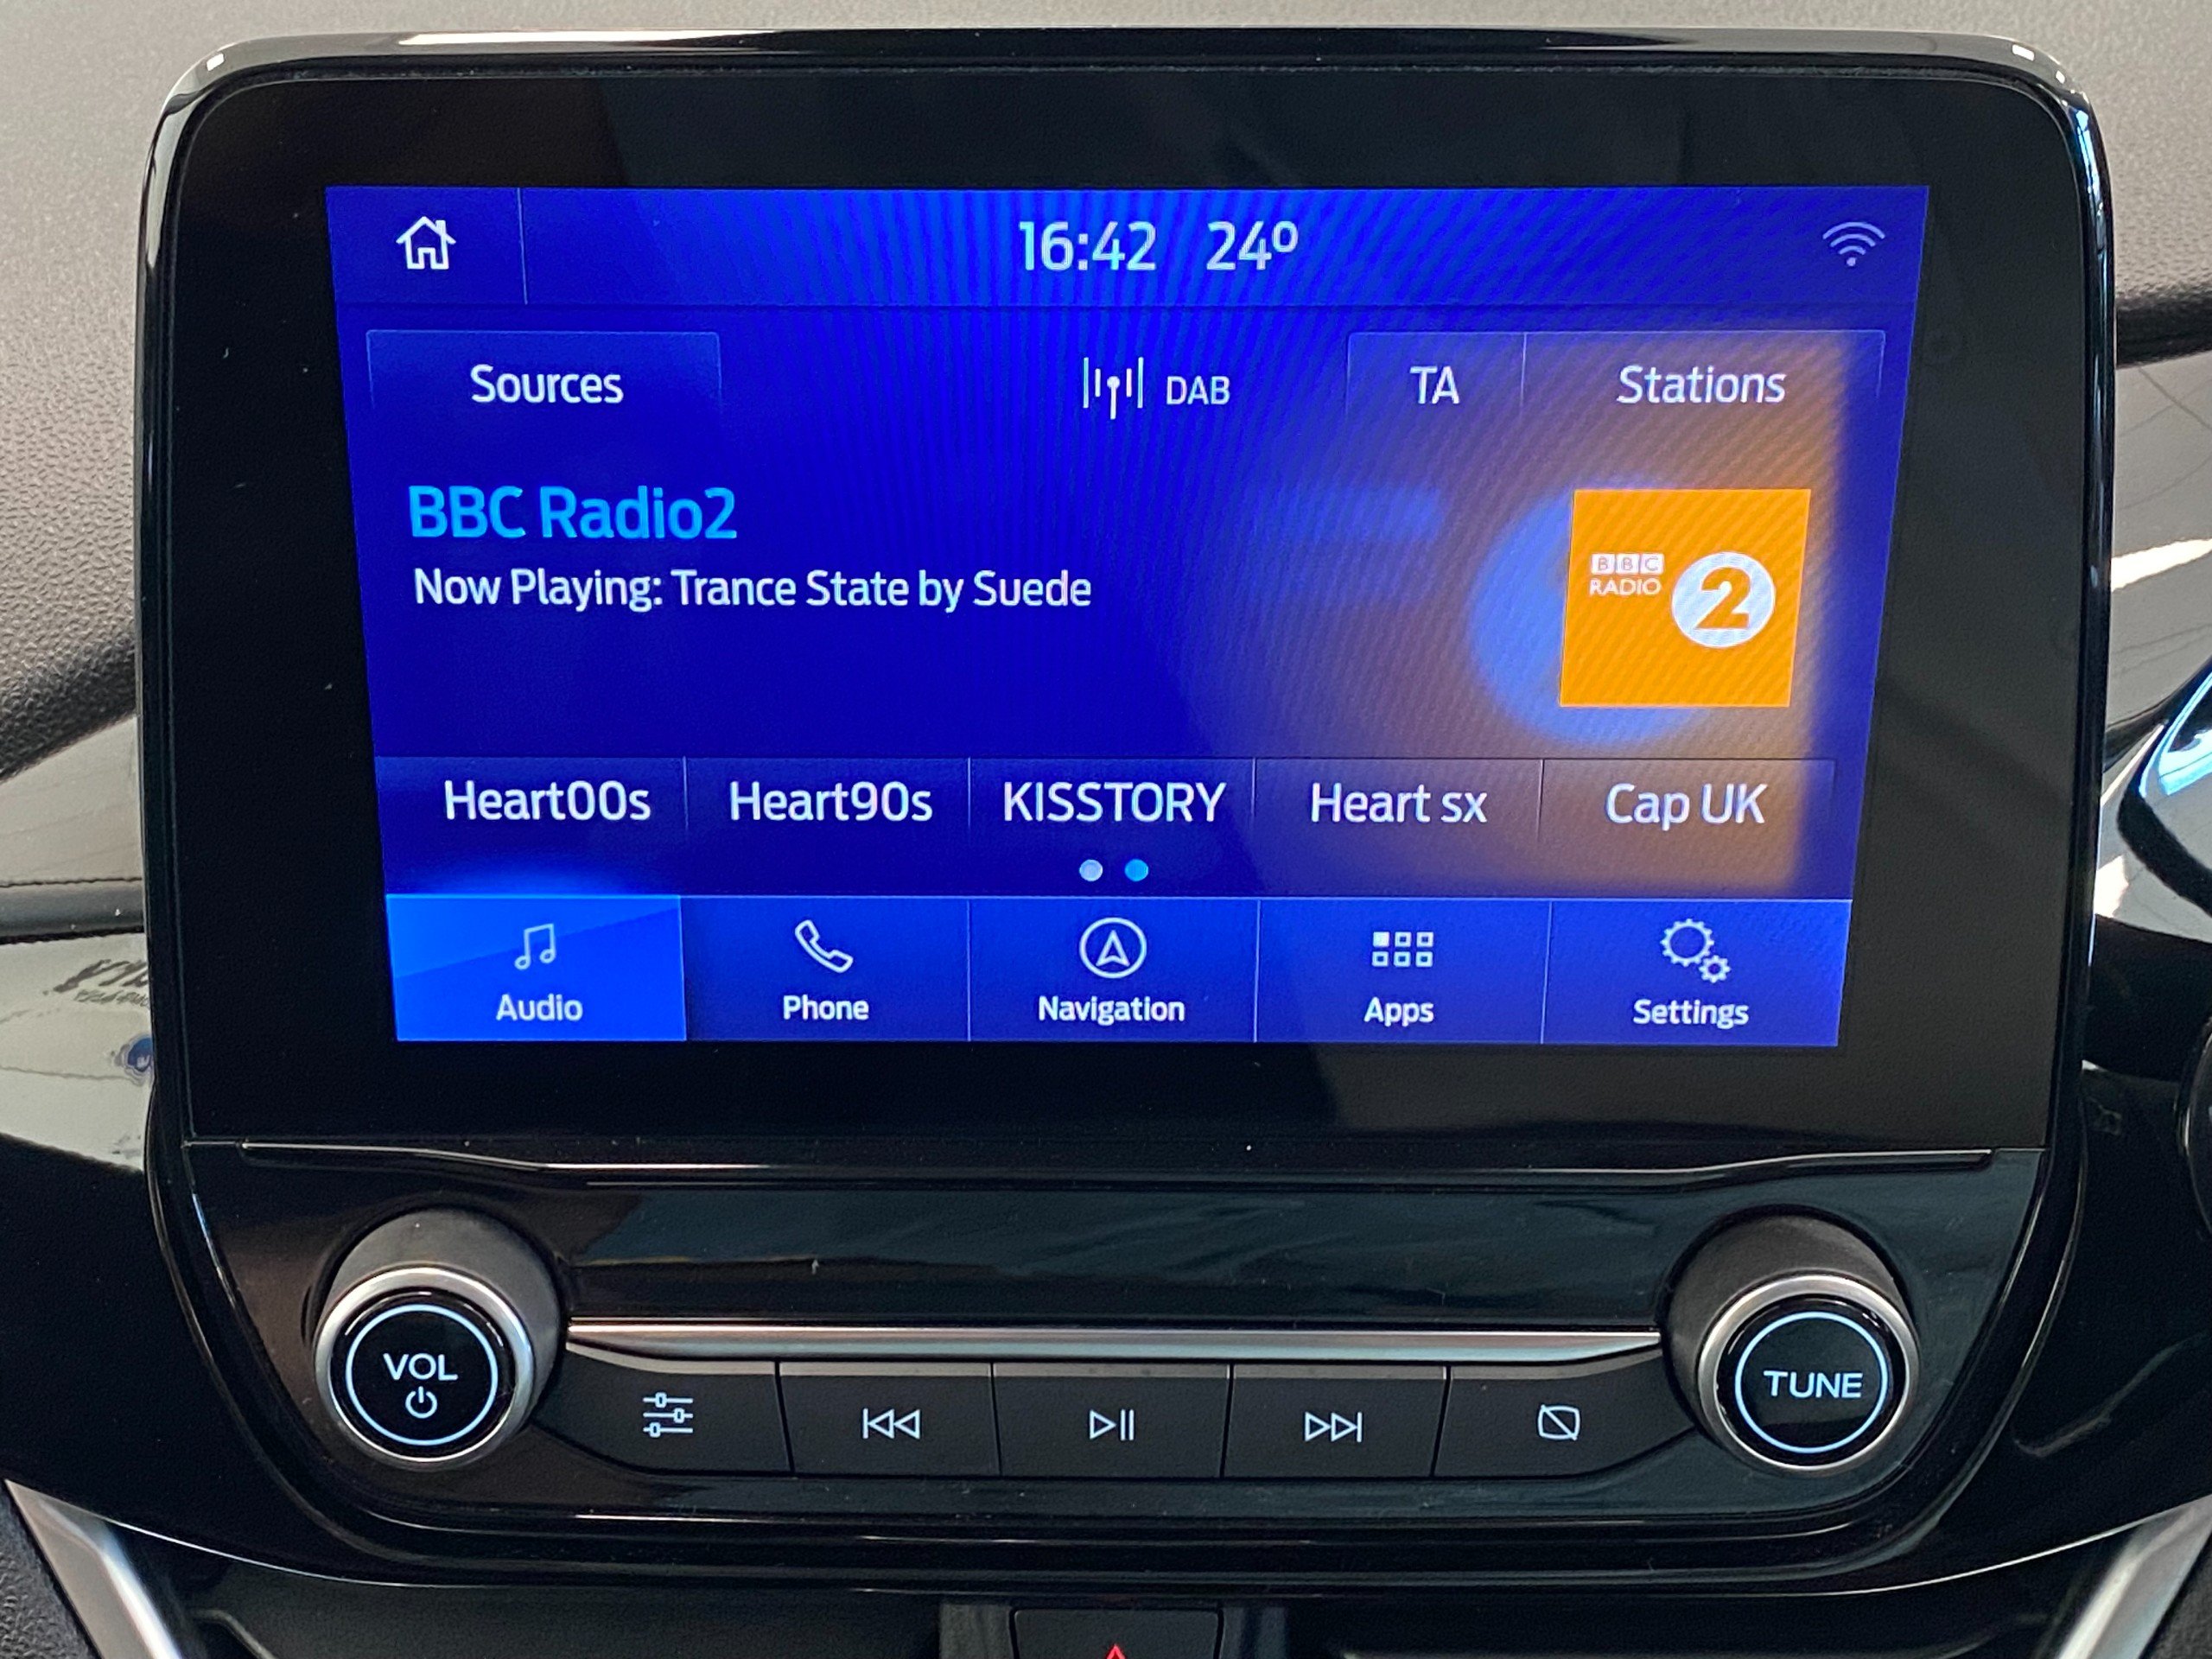 16:42 24º
Sources
DAB
TA
Stations
BBC Radio2
Now Playing: Trance State by Suede
BBC
RADIO
2
Heart00s
Heart90s
KISSTORY
Heart sx
Cap UK
Audio
Phone
Navigation
Apps
Settings
VOL
TUNE